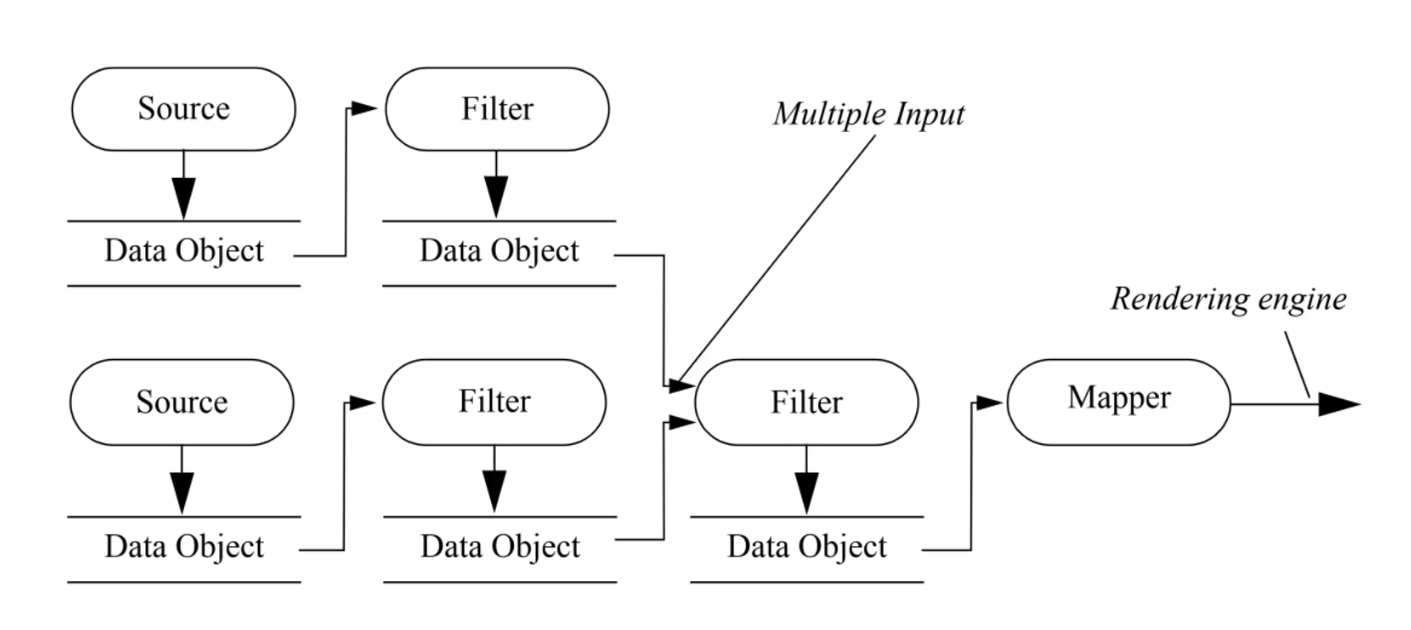 Source
Filter
Multiple Input
Data Object
Data Object
Rendering engine
Source
Filter
Filter
Mapper
Data Object
Data Object
Data Object